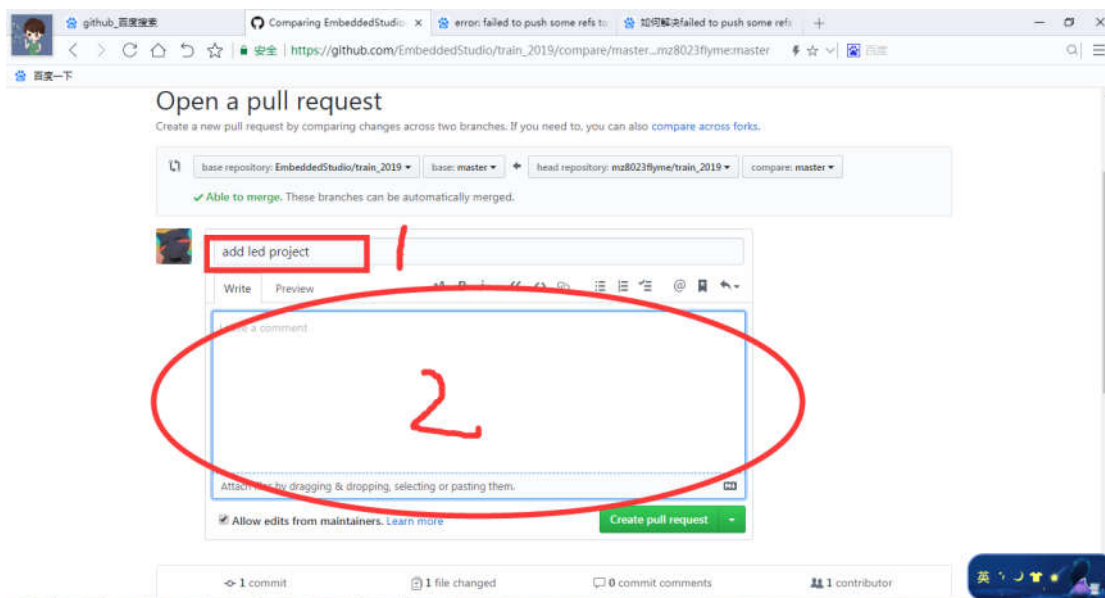 github_百度搜索
Comparing EmbeddedStudio
error: failed to push some refs to
如何解决failed to push some refs
安全 https://github.com/EmbeddedStudio/train_2019/compare/master...mz8023flyme:master
百度
百度一下
Open a pull request
Create a new pull request by comparing changes across two branches. If you need to, you can also compare across forks.
base repository: EmbeddedStudio/train_2019 base: master head repository: mz8023flyme/train_2019 compare: master
Able to merge. These branches can be automatically merged.
add led project
1
Write Preview
Leave a comment
2
Attach files by dragging & dropping, selecting or pasting them.
Allow edits from maintainers. Learn more
Create pull request
1 commit 1 file changed 0 commit comments 1 contributor
英